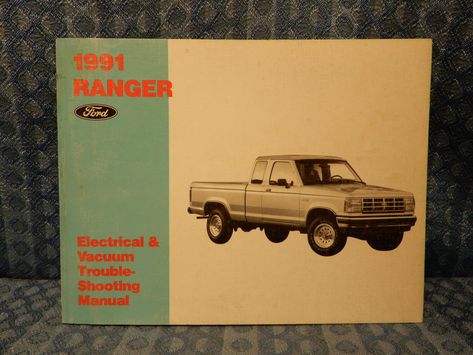 1991
RANGER
Ford
Electrical &
Vacuum
Trouble-
Shooting
Manual